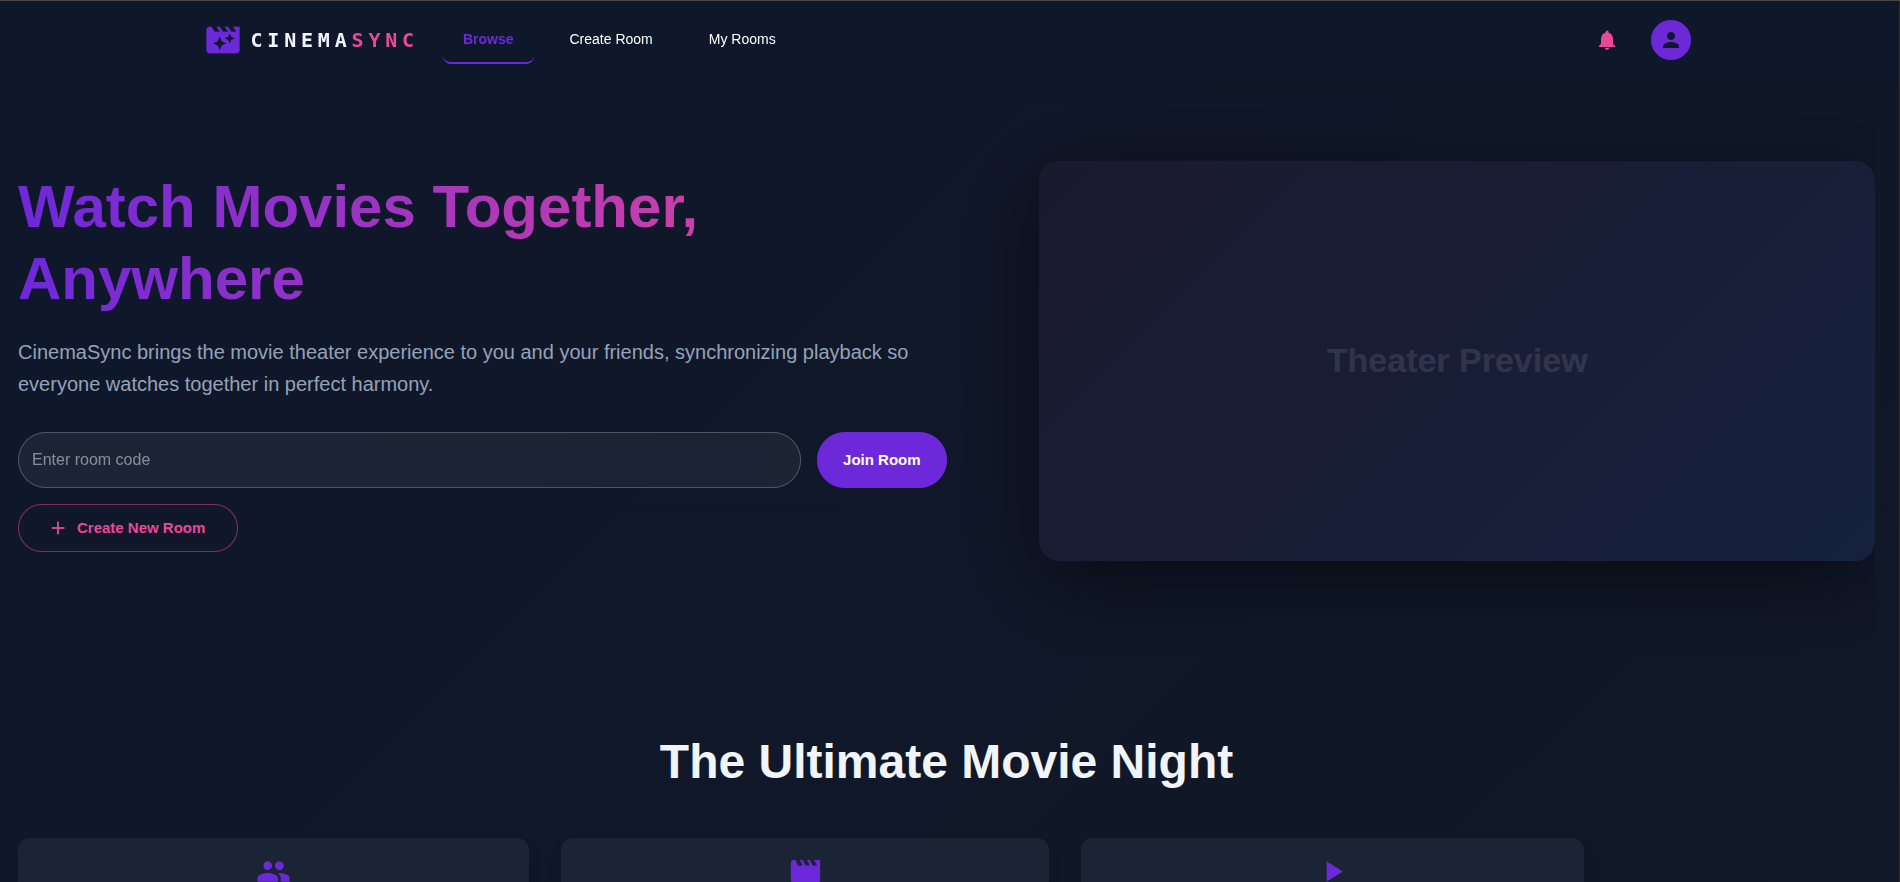 CINEMASYNC
Browse
Create Room
My Rooms
Watch Movies Together,
Anywhere
CinemaSync brings the movie theater experience to you and your friends, synchronizing playback so
everyone watches together in perfect harmony.
Enter room code
Join Room
Create New Room
Theater Preview
The Ultimate Movie Night